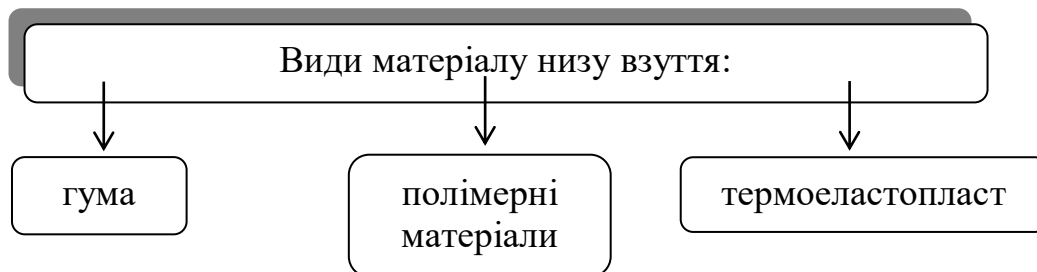 Види матеріалу низу взуття:
гума
полімерні
матеріали
термоеластопласт